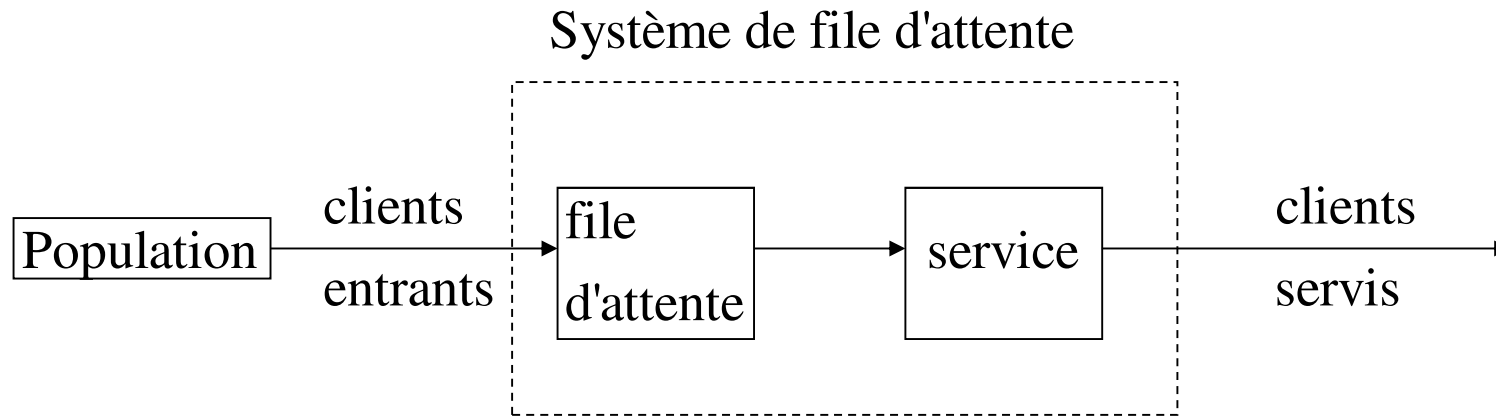 Système de file d'attente
Population
clients
entrants
file
d'attente
service
clients
servis